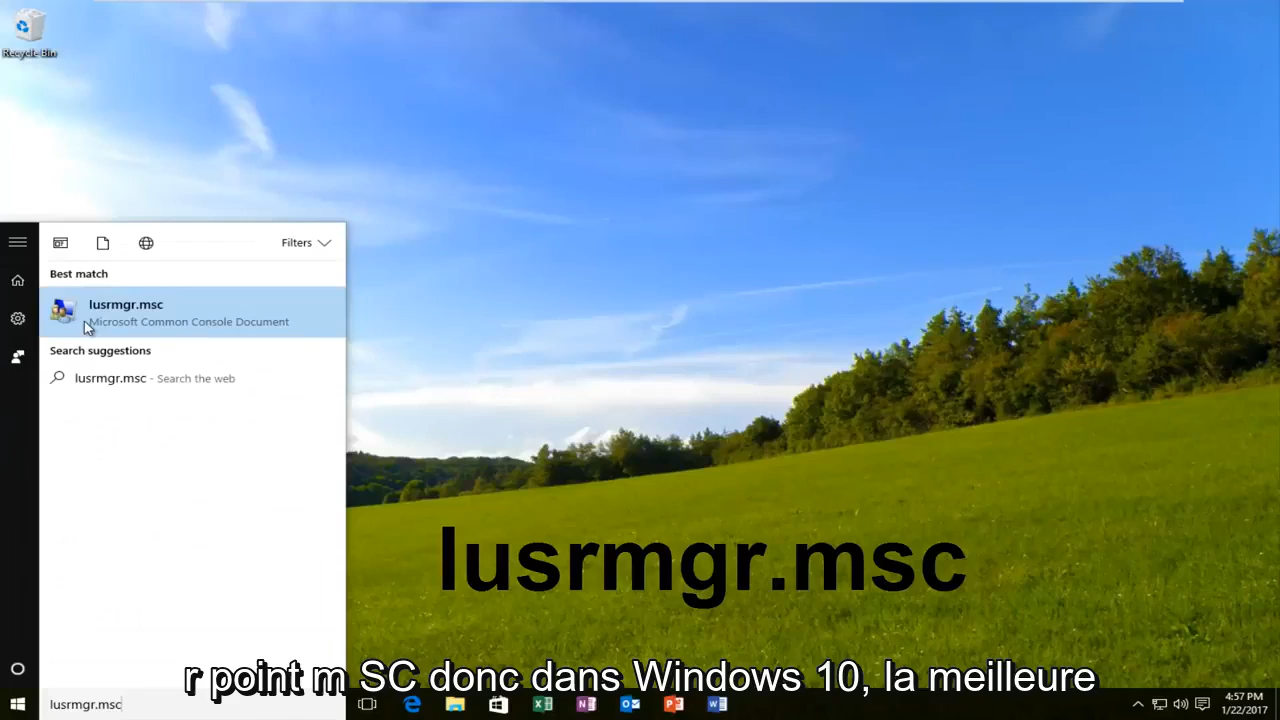 Recycle Bin
Filters
Best match
lusrmgr.msc
Microsoft Common Console Document
Search suggestions
lusrmgr.msc - Search the web
lusrmgr.msc
r point m SC donc dans Windows 10, la meilleure
lusrmgr.msc
4:57 PM
1/22/2017